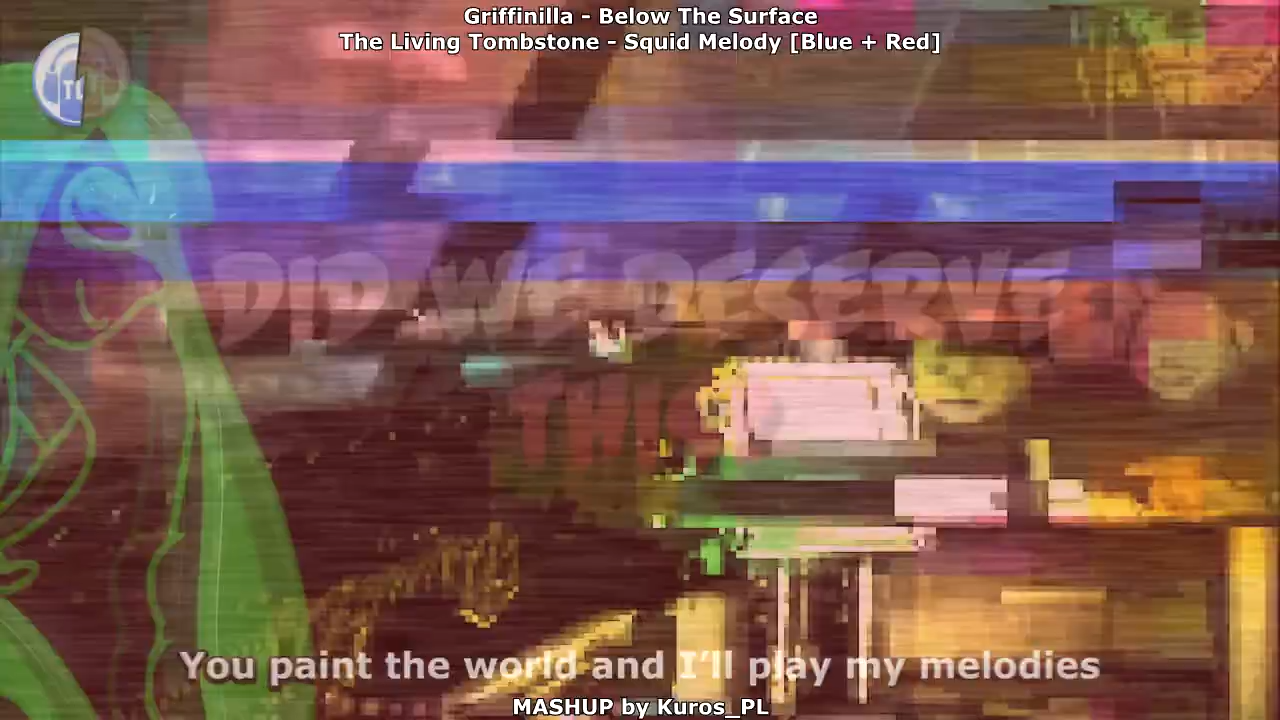 Griffinilla - Below The Surface
The Living Tombstone - Squid Melody [Blue + Red]
DID WE DESERVE
THIS?
You paint the world and I'll play my melodies
MASHUP by Kuros_PL